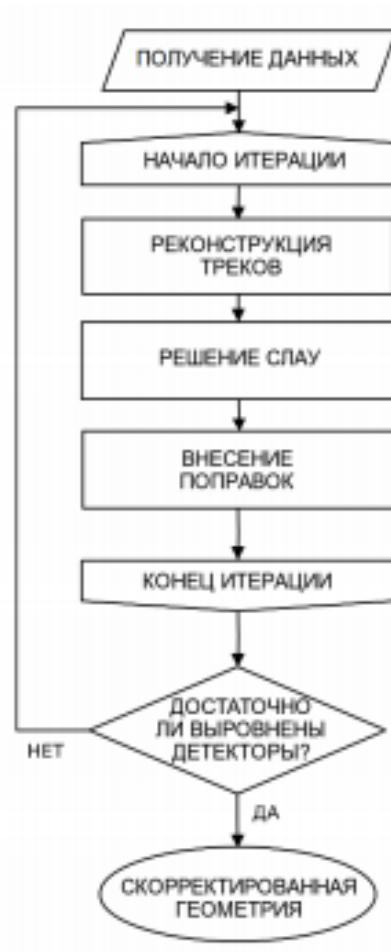 ПОЛУЧЕНИЕ ДАННЫХ
НАЧАЛО ИТЕРАЦИИ
РЕКОНСТРУКЦИЯ
ТРЕКОВ
РЕШЕНИЕ СЛАУ
ВНЕСЕНИЕ
ПОПРАВОК
КОНЕЦ ИТЕРАЦИИ
ДОСТАТОЧНО
ЛИ ВЫРОВНЕНЫ
ДЕТЕКТОРЫ?
НЕТ
ДА
СКОРРЕКТИРОВАННАЯ
ГЕОМЕТРИЯ